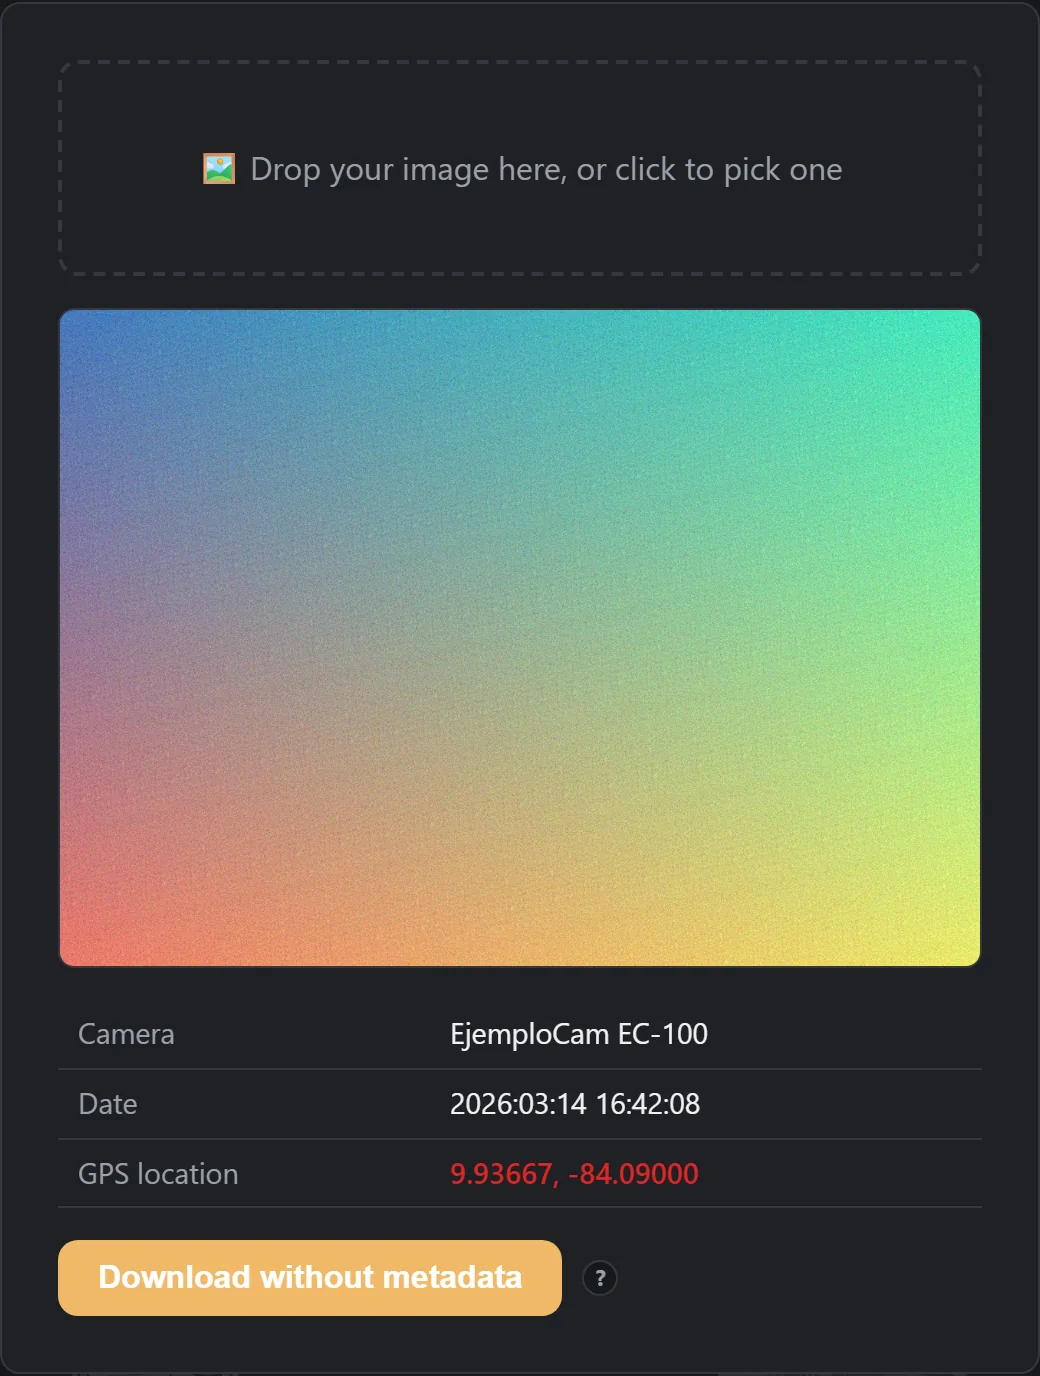 Drop your image here, or click to pick one
Camera EjemploCam EC-100
Date 2026:03:14 16:42:08
GPS location 9.93667, -84.09000
Download without metadata ?